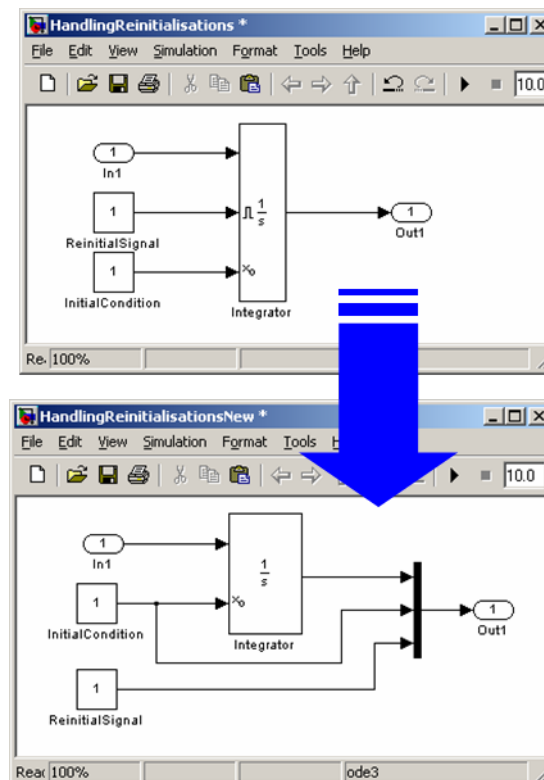 HandlingReinitialisations *
File Edit View Simulation Format Tools Help
10.0
1
In1
1
ReinitialSignal
1
InitialCondition
1
s
x₀
Integrator
1
Out1
100%
HandlingReinitialisationsNew *
File Edit View Simulation Format Tools
10.0
1
In1
1
InitialCondition
1
s
x₀
Integrator
1
ReinitialSignal
1
Out1
100%
ode3